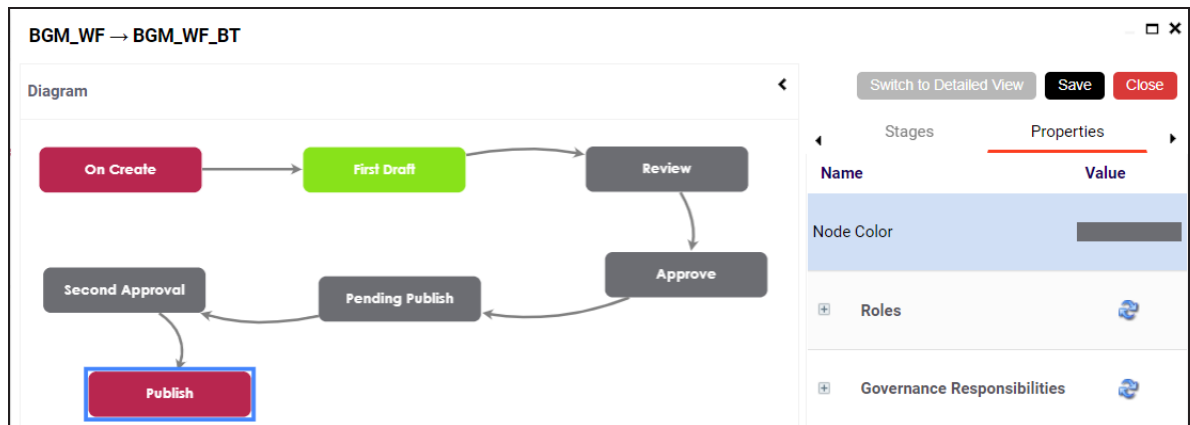 BGM_WF → BGM_WF_BT
Diagram
Switch to Detailed View
Save
Close
Stages
Properties
Name
Value
On Create
First Draft
Review
Node Color
Second Approval
Pending Publish
Approve
Roles
Publish
Governance Responsibilities